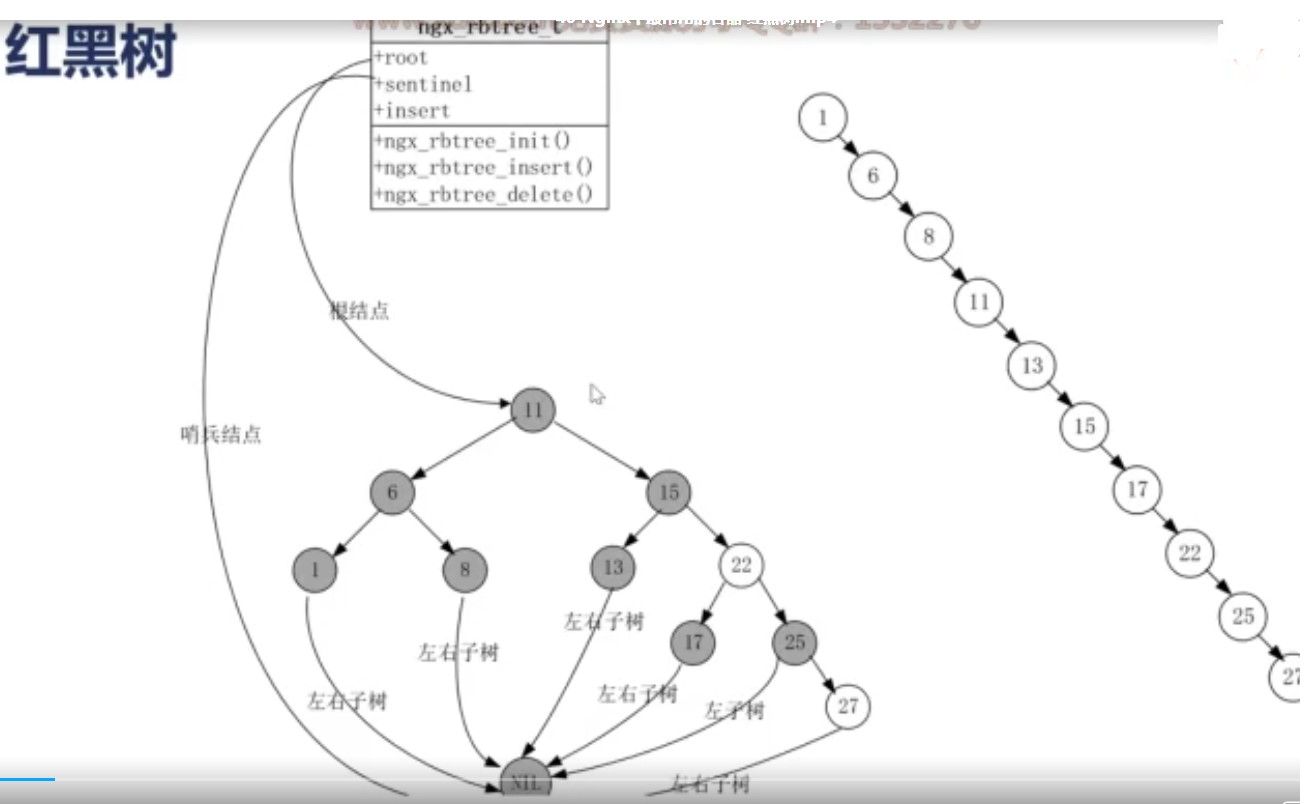 红黑树
ngx_rbtree_t
+root
+sentinel
+insert
+ngx_rbtree_init()
+ngx_rbtree_insert()
+ngx_rbtree_delete()
根结点
哨兵结点
11
6
15
1
8
13
22
左右子树
17
25
左右子树
左右子树
左右子树
左子树
27
NIL
左右子树
1
6
8
11
13
15
17
22
25
27